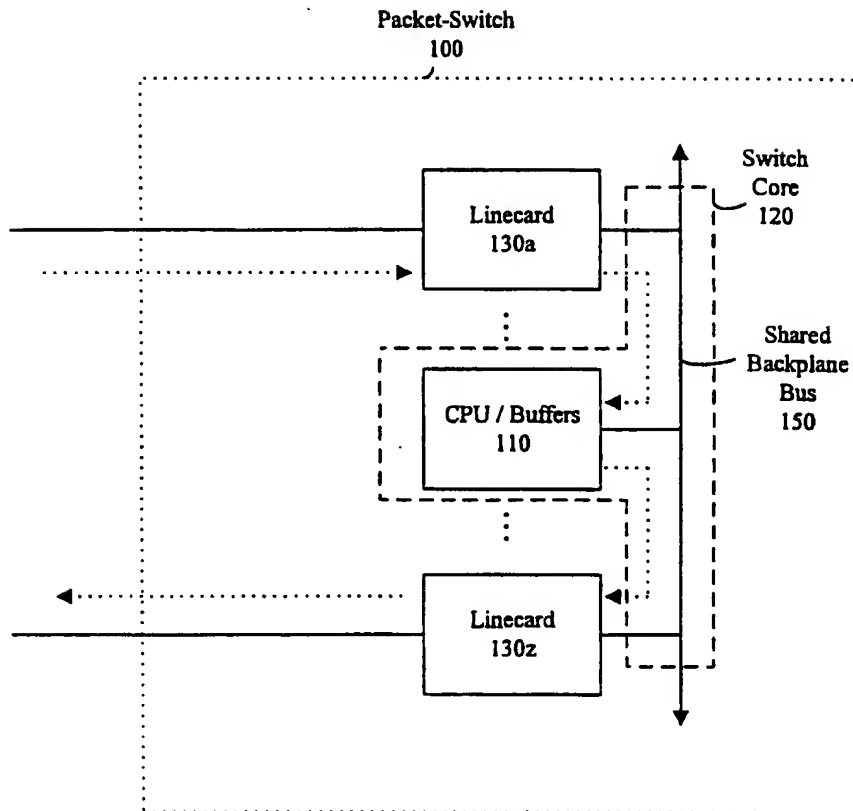 Packet-Switch
100
Linecard
130a
Switch
Core
120
Shared
Backplane
Bus
150
CPU / Buffers
110
Linecard
130z